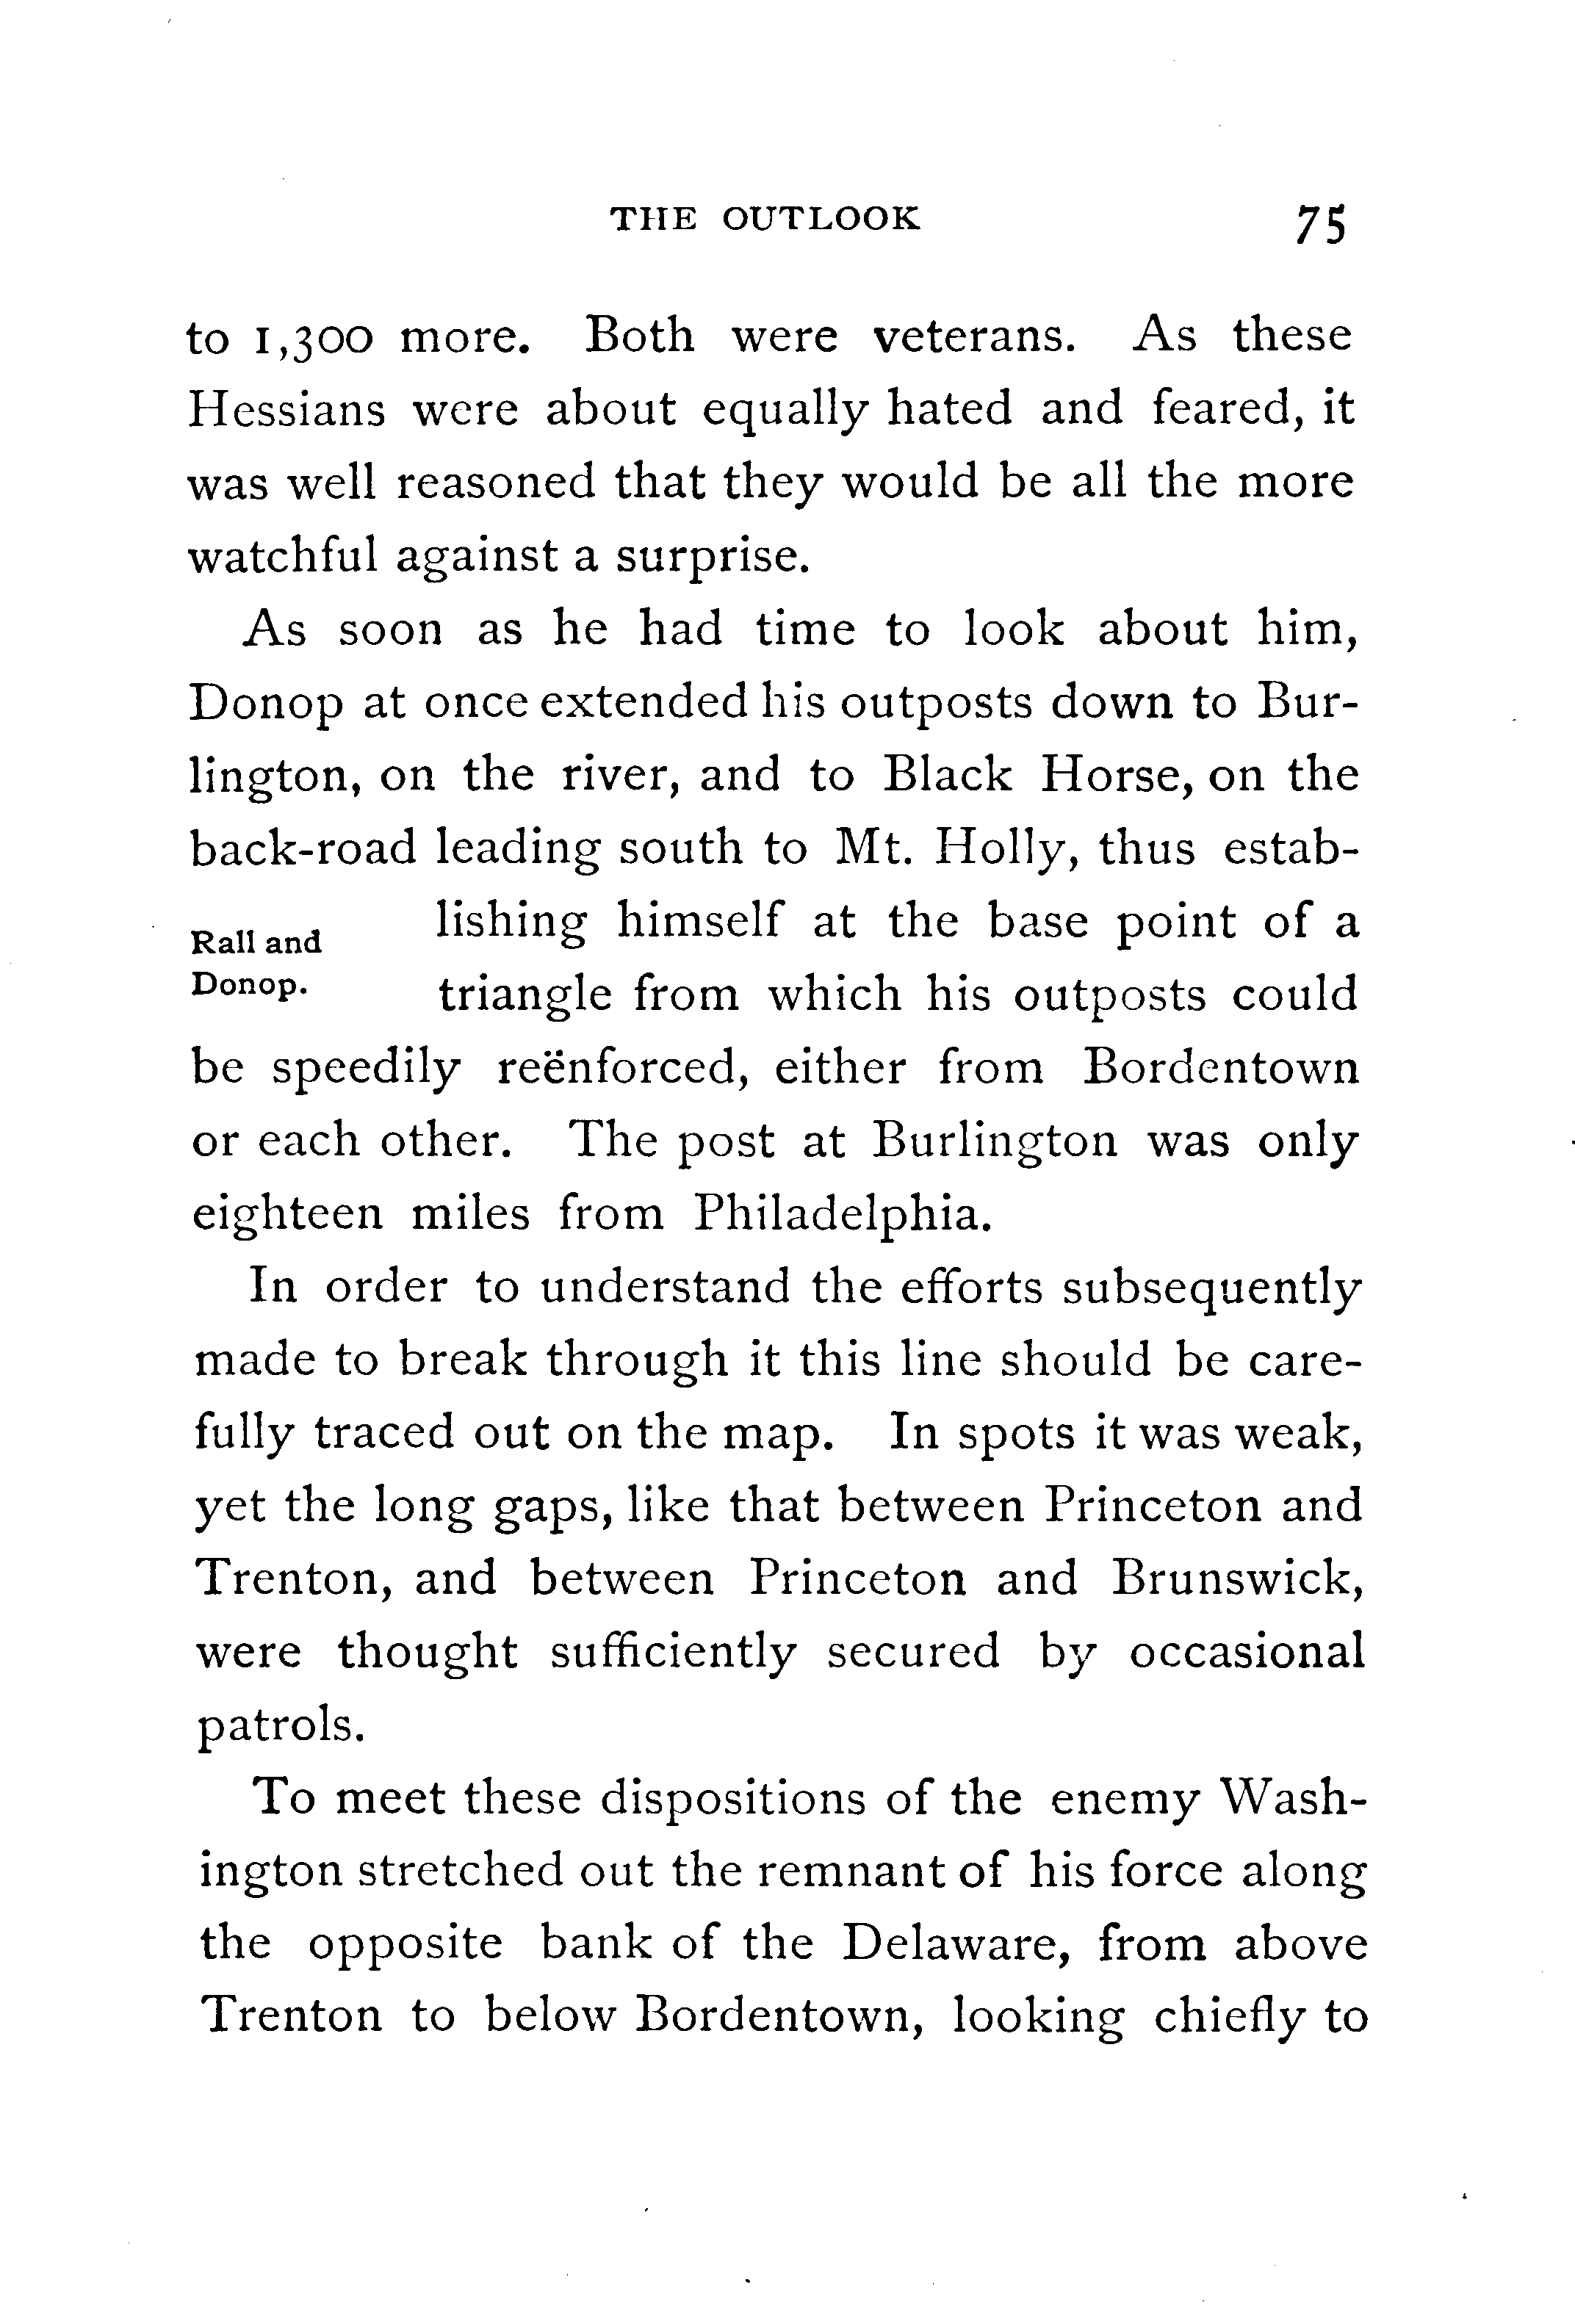 THE OUTLOOK 75
to 1,300 more. Both were veterans. As these
Hessians were about equally hated and feared, it
was well reasoned that they would be all the more
watchful against a surprise.
As soon as he had time to look about him,
Donop at once extended his outposts down to Bur-
lington, on the river, and to Black Horse, on the
back-road leading south to Mt. Holly, thus estab-
Rall and
Donop.
lishing himself at the base point of a
triangle from which his outposts could
be speedily reënforced, either from Bordentown
or each other. The post at Burlington was only
eighteen miles from Philadelphia.
In order to understand the efforts subsequently
made to break through it this line should be care-
fully traced out on the map. In spots it was weak,
yet the long gaps, like that between Princeton and
Trenton, and between Princeton and Brunswick,
were thought sufficiently secured by occasional
patrols.
To meet these dispositions of the enemy Wash-
ington stretched out the remnant of his force along
the opposite bank of the Delaware, from above
Trenton to below Bordentown, looking chiefly to